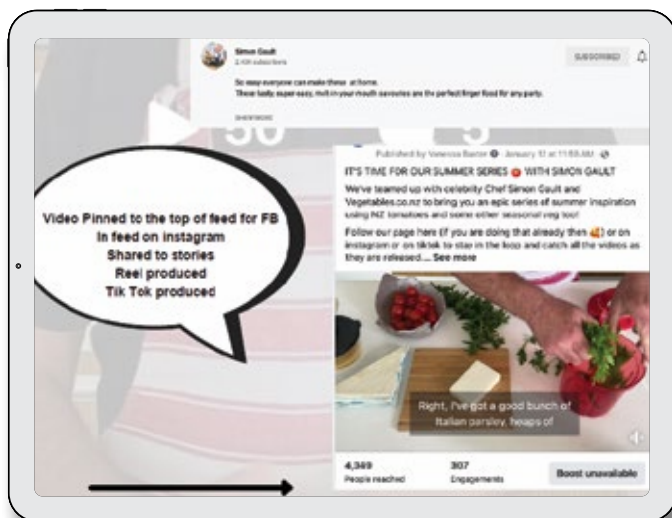 Simon Gault
subscribers
SUBSCRIBED
So easy everyone can make these at home.
These tasty, super easy, melt in your mouth savouries are the perfect finger food for any party.
SHOW MORE
50 5
Video Pinned to the top of feed for FB
In feed on instagram
Shared to stories
Reel produced
Tik Tok produced
Published by Vanessa Baxter · January 12 at 11:59 AM ·
IT'S TIME FOR OUR SUMMER SERIES 🍅 WITH SIMON GAULT
We've teamed up with celebrity Chef Simon Gault and
Vegetables.co.nz to bring you an epic series of summer inspiration
using NZ tomatoes and some other seasonal veg too!
Follow our page here (if you are doing that already then 🥰) or on
instagram or on tiktok to stay in the loop and catch all the videos as
they are released.... See more
Right, I've got a good bunch of
Italian parsley, heaps of
4,349 307 Boost unavailable
People reached Engagements